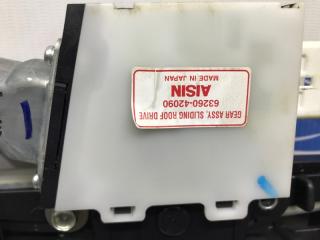 GEAR ASSY, SLIDING ROOF DRIVE
63260-42090
AISIN
MADE IN JAPAN